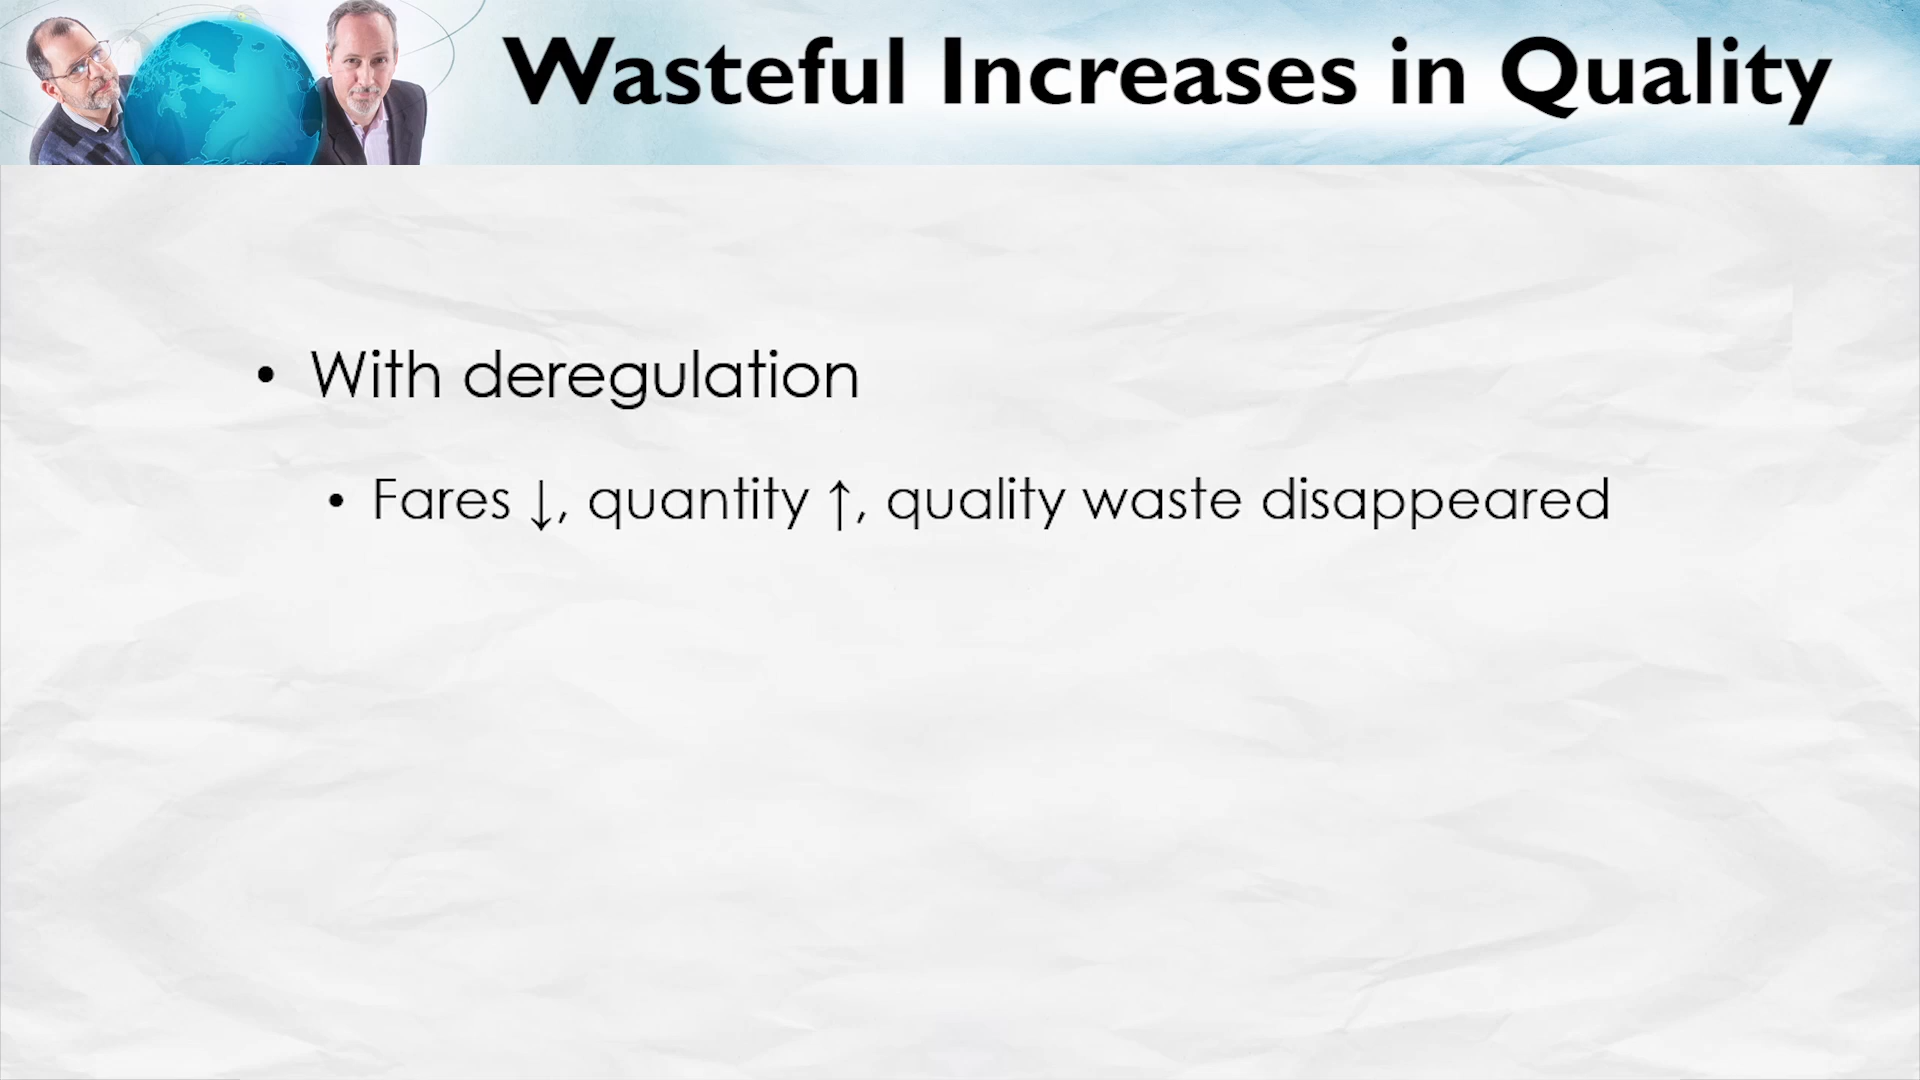 Wasteful Increases in Quality
• With deregulation
• Fares ↓, quantity ↑, quality waste disappeared